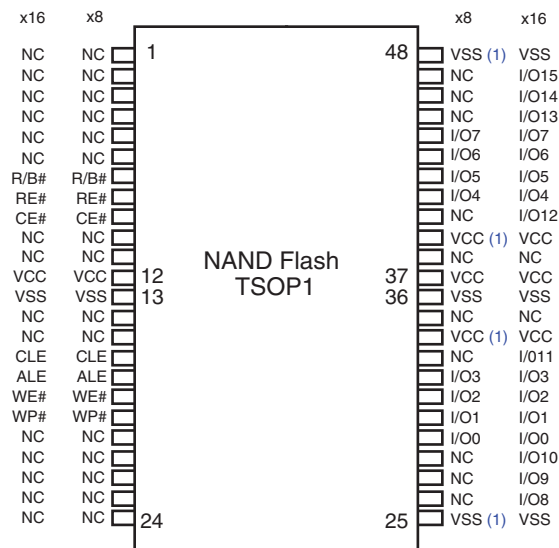 x16 x8 x8 x16
NC NC 1 48 VSS (1) VSS
NC NC NC I/O15
NC NC NC I/O14
NC NC NC I/O13
NC NC I/O7 I/O7
NC NC I/O6 I/O6
R/B# R/B# I/O5 I/O5
RE# RE# I/O4 I/O4
CE# CE# NC I/O12
NC NC VCC (1) VCC
NC NC NC NC
NAND Flash
TSOP1
VCC VCC 12 37 VCC VCC
VSS VSS 13 36 VSS VSS
NC NC NC NC
NC NC VCC (1) VCC
CLE CLE NC I/011
ALE ALE I/O3 I/O3
WE# WE# I/O2 I/O2
WP# WP# I/O1 I/O1
NC NC I/O0 I/O0
NC NC NC I/O10
NC NC NC I/O9
NC NC NC I/O8
NC NC 24 25 VSS (1) VSS